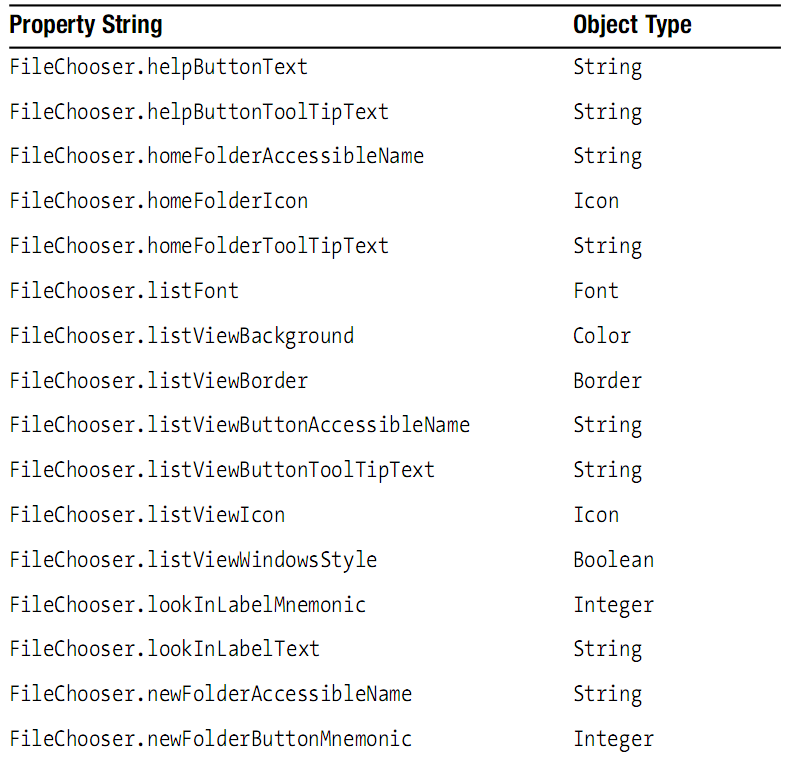 Property String Object Type
FileChooser.helpButtonText String
FileChooser.helpButtonToolTipText String
FileChooser.homeFolderAccessibleName String
FileChooser.homeFolderIcon Icon
FileChooser.homeFolderToolTipText String
FileChooser.listFont Font
FileChooser.listViewBackground Color
FileChooser.listViewBorder Border
FileChooser.listViewButtonAccessibleName String
FileChooser.listViewButtonToolTipText String
FileChooser.listViewIcon Icon
FileChooser.listViewWindowsStyle Boolean
FileChooser.lookInLabelMnemonic Integer
FileChooser.lookInLabelText String
FileChooser.newFolderAccessibleName String
FileChooser.newFolderButtonMnemonic Integer